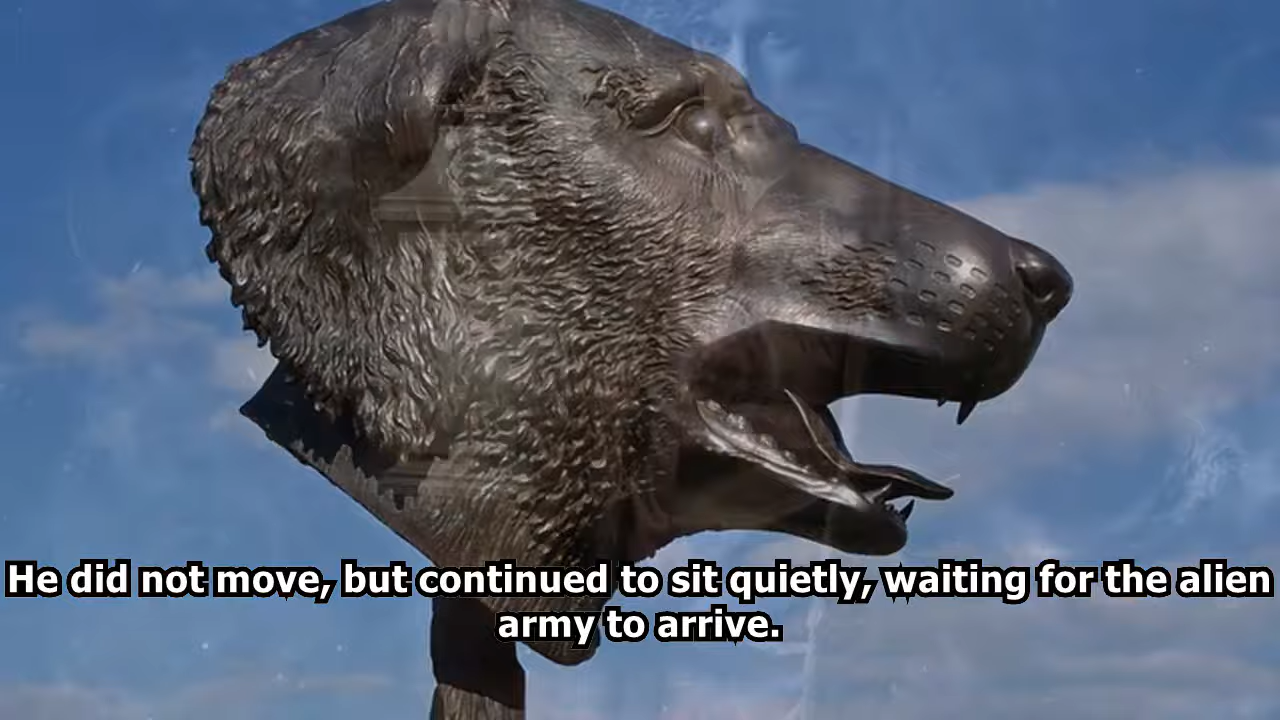 He did not move, but continued to sit quietly, waiting for the alien
army to arrive.